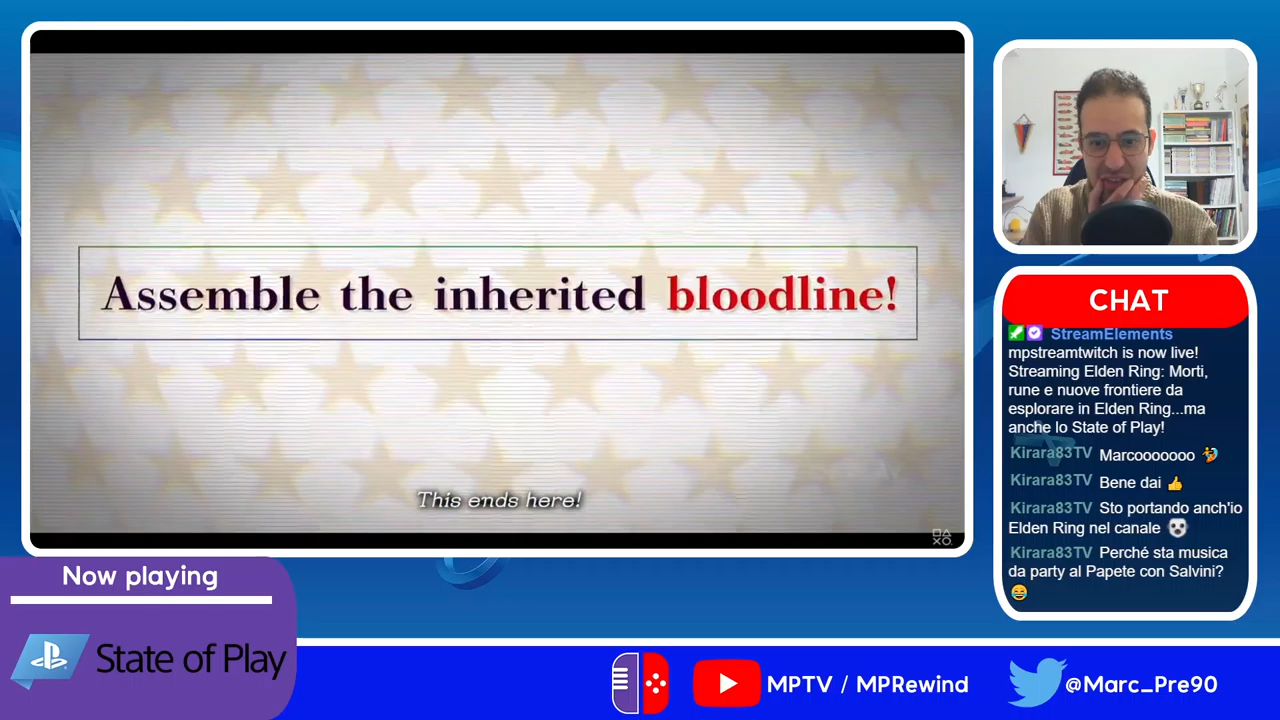 Assemble the inherited bloodline!
This ends here!
CHAT
StreamElements
mpstreamtwitch is now live!
Streaming Elden Ring: Morti,
rune e nuove frontiere da
esplorare in Elden Ring...ma
anche lo State of Play!
Kirara83TV Marcooooooo
Kirara83TV Bene dai
Kirara83TV Sto portando anch'io
Elden Ring nel canale
Kirara83TV Perché sta musica
da party al Papete con Salvini?
Now playing
State of Play
MPTV / MPRewind
@Marc_Pre90